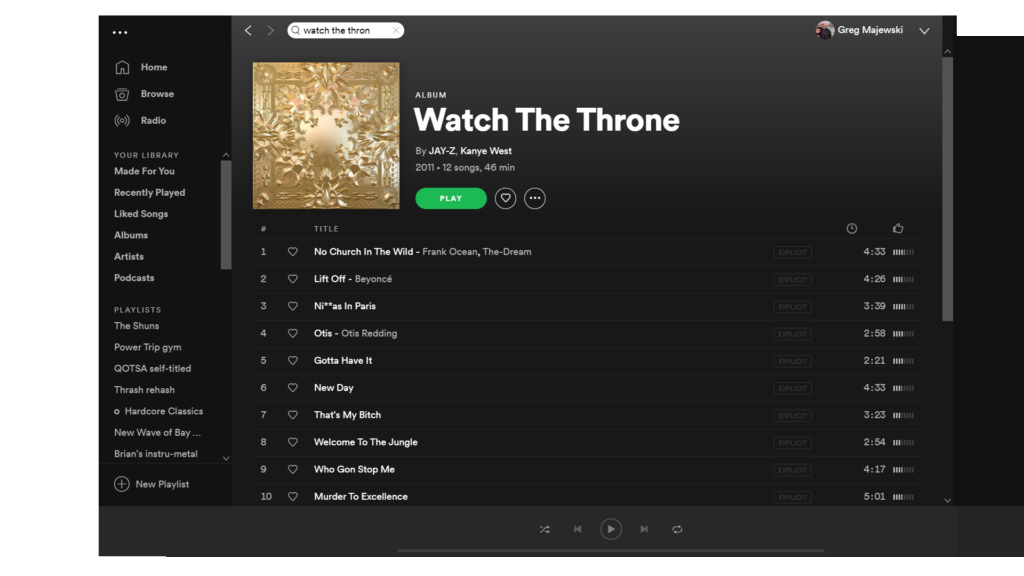 watch the thron
Greg Majewski
Home
Browse
Radio
YOUR LIBRARY
Made For You
Recently Played
Liked Songs
Albums
Artists
Podcasts
PLAYLISTS
The Shuns
Power Trip gym
QOTSA self-titled
Thrash rehash
Hardcore Classics
New Wave of Bay ...
Brian's instru-metal
New Playlist
ALBUM
Watch The Throne
By JAY-Z, Kanye West
2011 • 12 songs, 46 min
PLAY
# TITLE
1 No Church In The Wild - Frank Ocean, The-Dream EXPLICIT 4:33
2 Lift Off - Beyoncé EXPLICIT 4:26
3 Ni**as In Paris EXPLICIT 3:39
4 Otis - Otis Redding EXPLICIT 2:58
5 Gotta Have It EXPLICIT 2:21
6 New Day EXPLICIT 4:33
7 That's My Bitch EXPLICIT 3:23
8 Welcome To The Jungle EXPLICIT 2:54
9 Who Gon Stop Me EXPLICIT 4:17
10 Murder To Excellence EXPLICIT 5:01